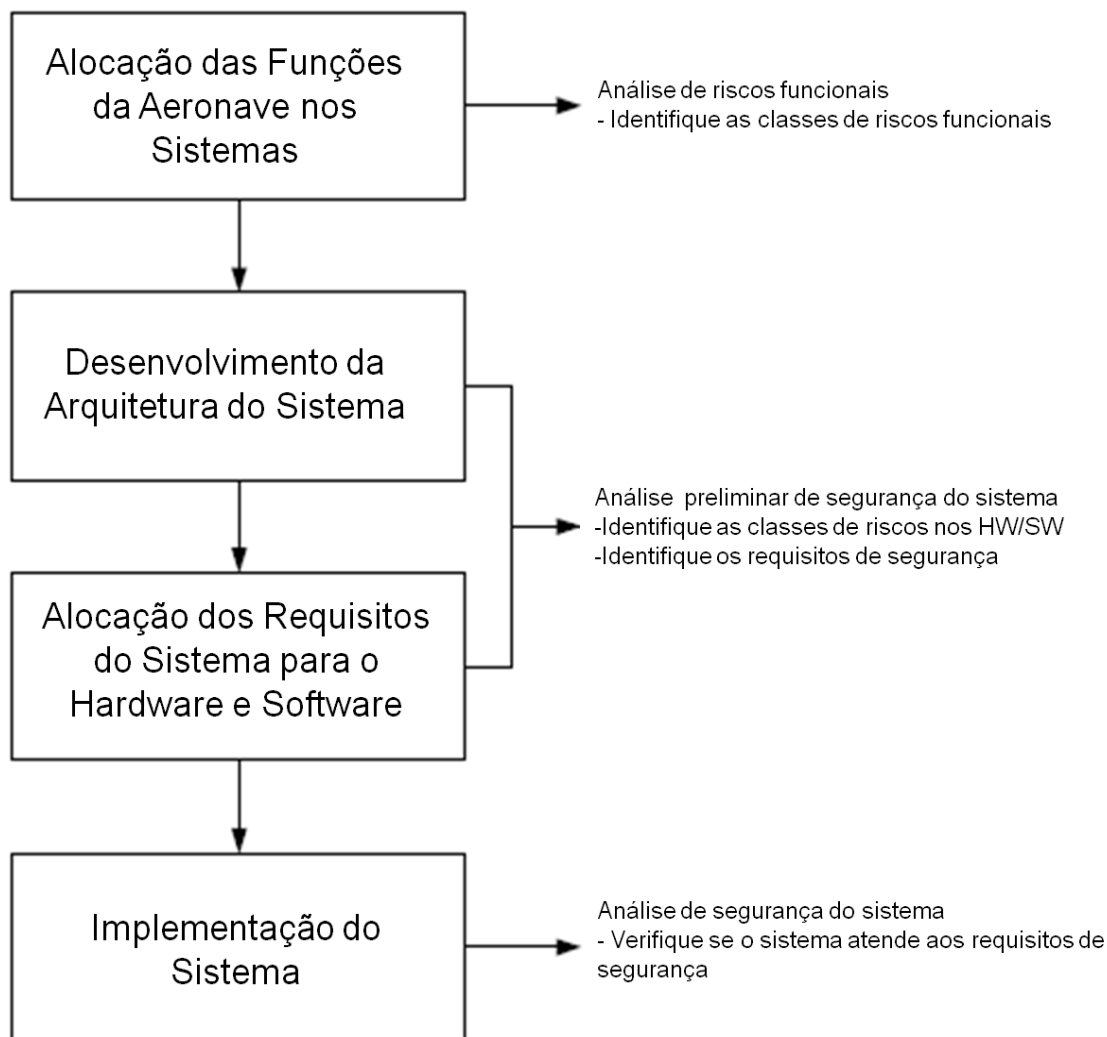 Alocação das Funções
da Aeronave nos
Sistemas
Análise de riscos funcionais
- Identifique as classes de riscos funcionais
Desenvolvimento da
Arquitetura do Sistema
Análise preliminar de segurança do sistema
-Identifique as classes de riscos nos HW/SW
-Identifique os requisitos de segurança
Alocação dos Requisitos
do Sistema para o
Hardware e Software
Implementação do
Sistema
Análise de segurança do sistema
- Verifique se o sistema atende aos requisitos de
segurança